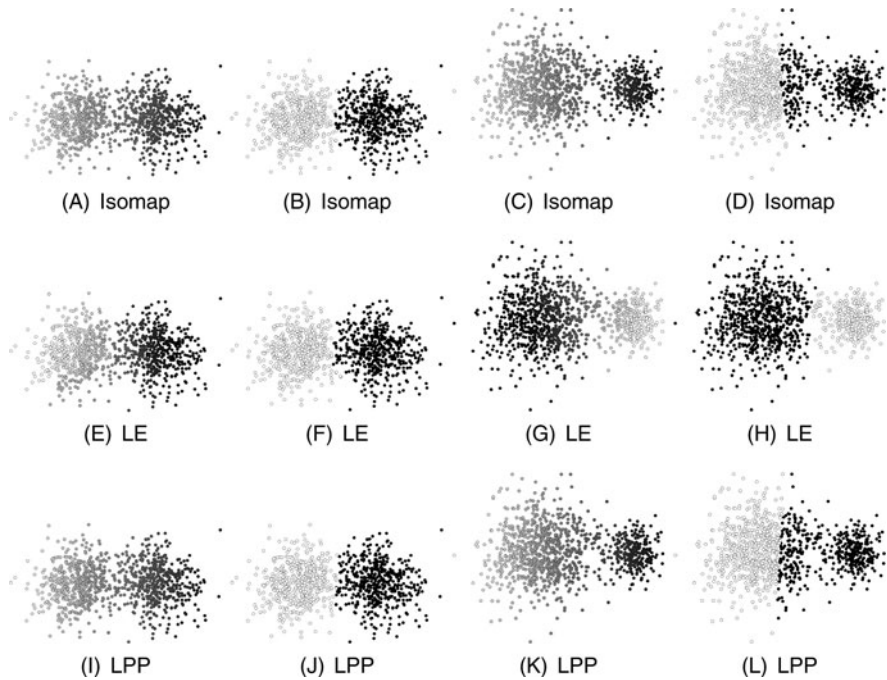 (A) Isomap (B) Isomap (C) Isomap (D) Isomap
(E) LE (F) LE (G) LE (H) LE
(I) LPP (J) LPP (K) LPP (L) LPP